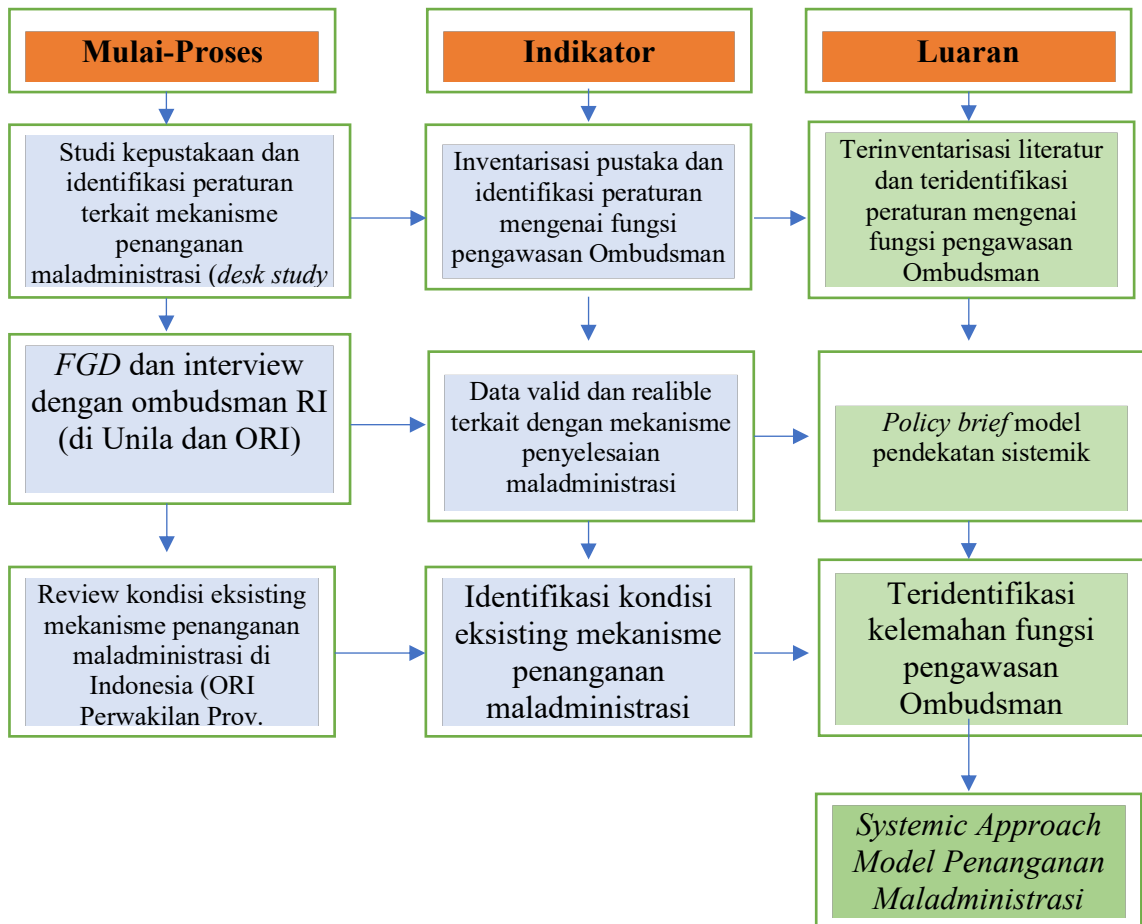 Mulai-Proses
Indikator
Luaran
Studi kepustakaan dan
identifikasi peraturan
terkait mekanisme
penanganan
maladministrasi (desk study
Inventarisasi pustaka dan
identifikasi peraturan
mengenai fungsi
pengawasan Ombudsman
Terinventarisasi literatur
dan teridentifikasi
peraturan mengenai
fungsi pengawasan
Ombudsman
FGD dan interview
dengan ombudsman RI
(di Unila dan ORI)
Data valid dan realible
terkait dengan mekanisme
penyelesaian
maladministrasi
Policy brief model
pendekatan sistemik
Review kondisi eksisting
mekanisme penanganan
maladministrasi di
Indonesia (ORI
Perwakilan Prov.
Identifikasi kondisi
eksisting mekanisme
penanganan
maladministrasi
Teridentifikasi
kelemahan fungsi
pengawasan
Ombudsman
Systemic Approach
Model Penanganan
Maladministrasi